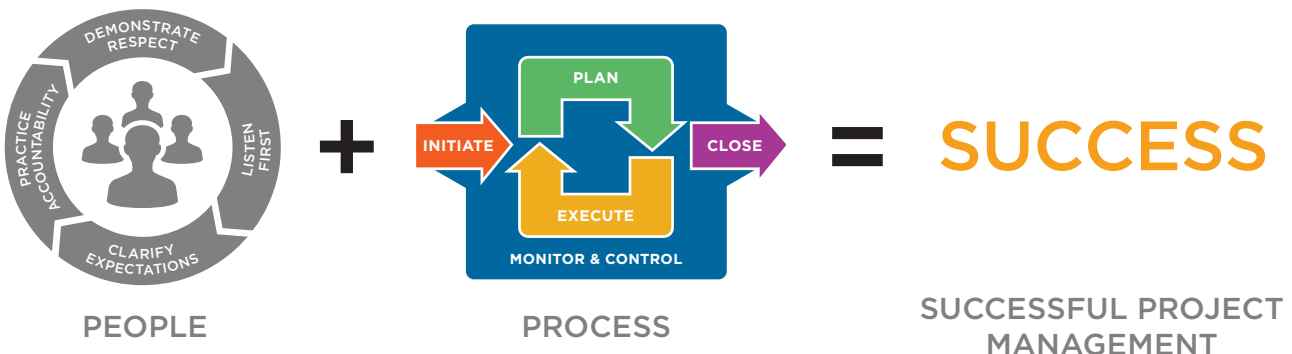 DEMONSTRATE
RESPECT
LISTEN
FIRST
CLARIFY
EXPECTATIONS
PRACTICE
ACCOUNTABILITY
PEOPLE
+
INITIATE
PLAN
EXECUTE
CLOSE
MONITOR & CONTROL
PROCESS
=
SUCCESS
SUCCESSFUL PROJECT
MANAGEMENT